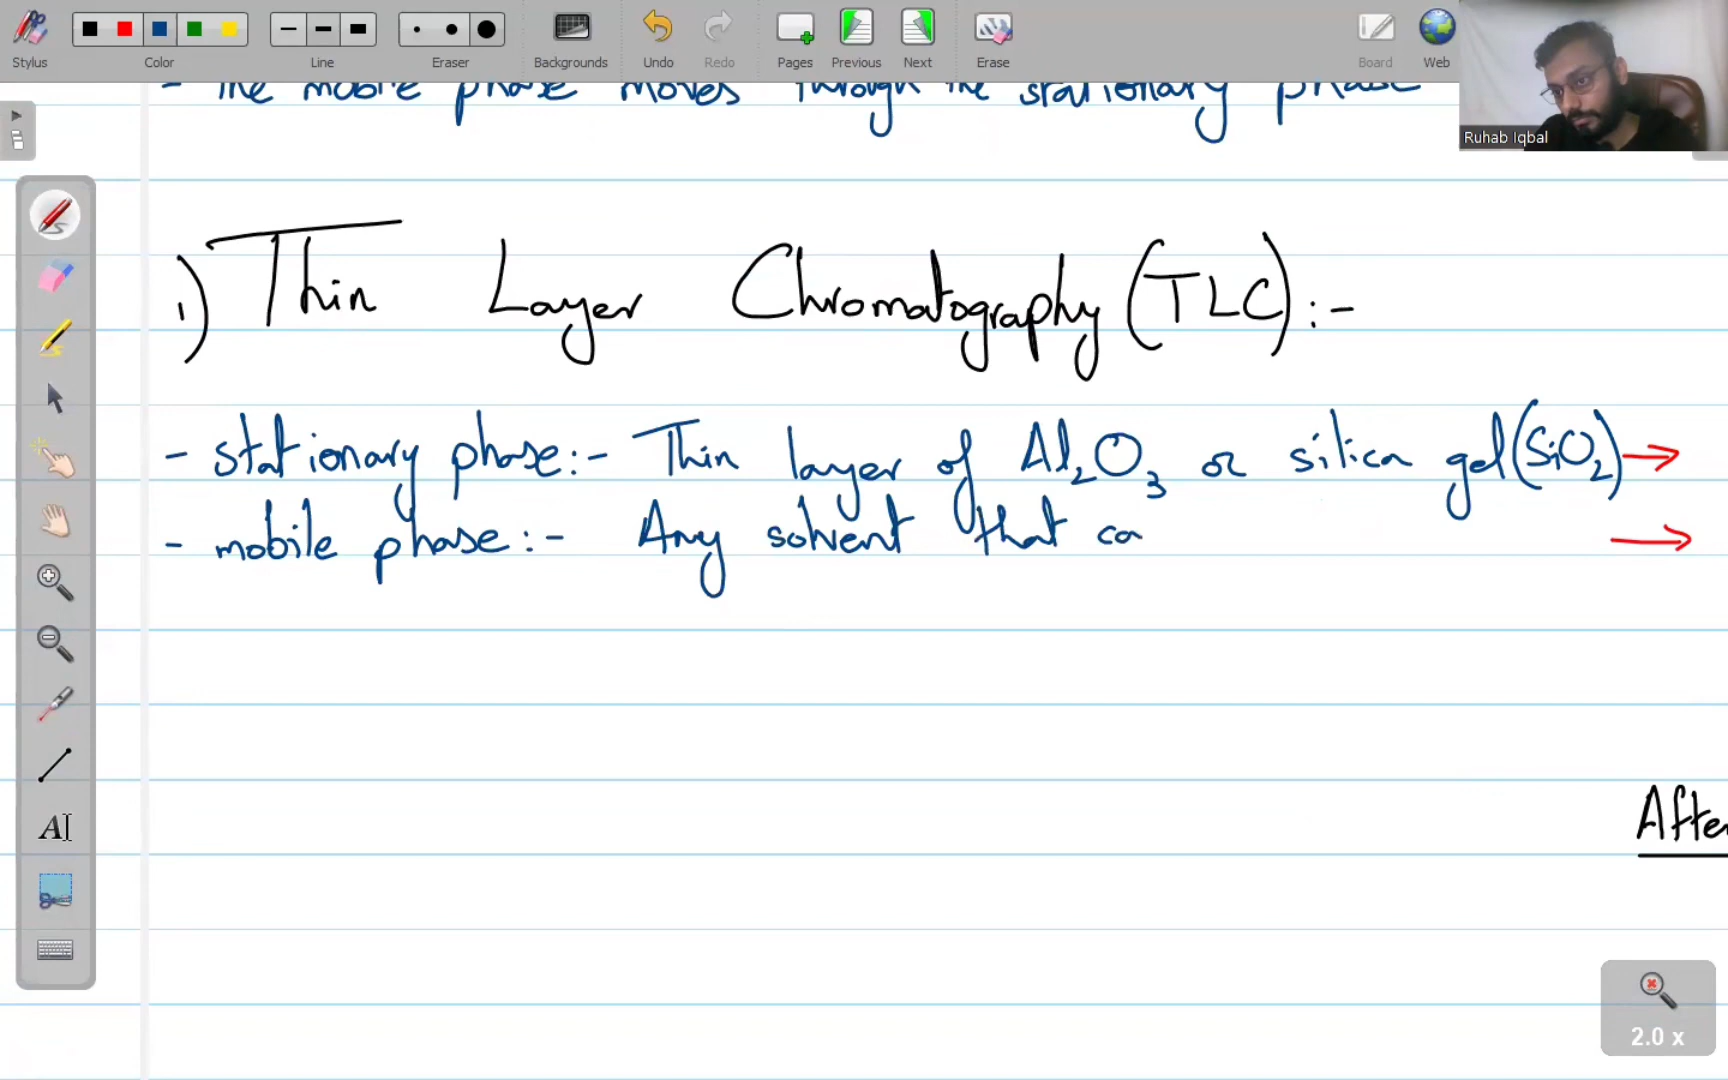 Stylus Color Line Eraser Backgrounds Undo Redo Pages Previous Next Erase Board Web
- The mobile phase moves through the stationary phase
Ruhab Iqbal
1) Thin Layer Chromatography (TLC):-
- stationary phase:- Thin layer of Al2O3 or silica gel (SiO2) →
- mobile phase:- Any solvent that ca →
After
2.0 x